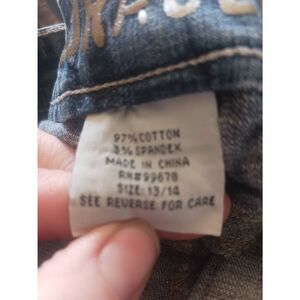 97% COTTON
3% SPANDEX
MADE IN CHINA
RN#99678
SIZE: 13/14
SEE REVERSE FOR CARE